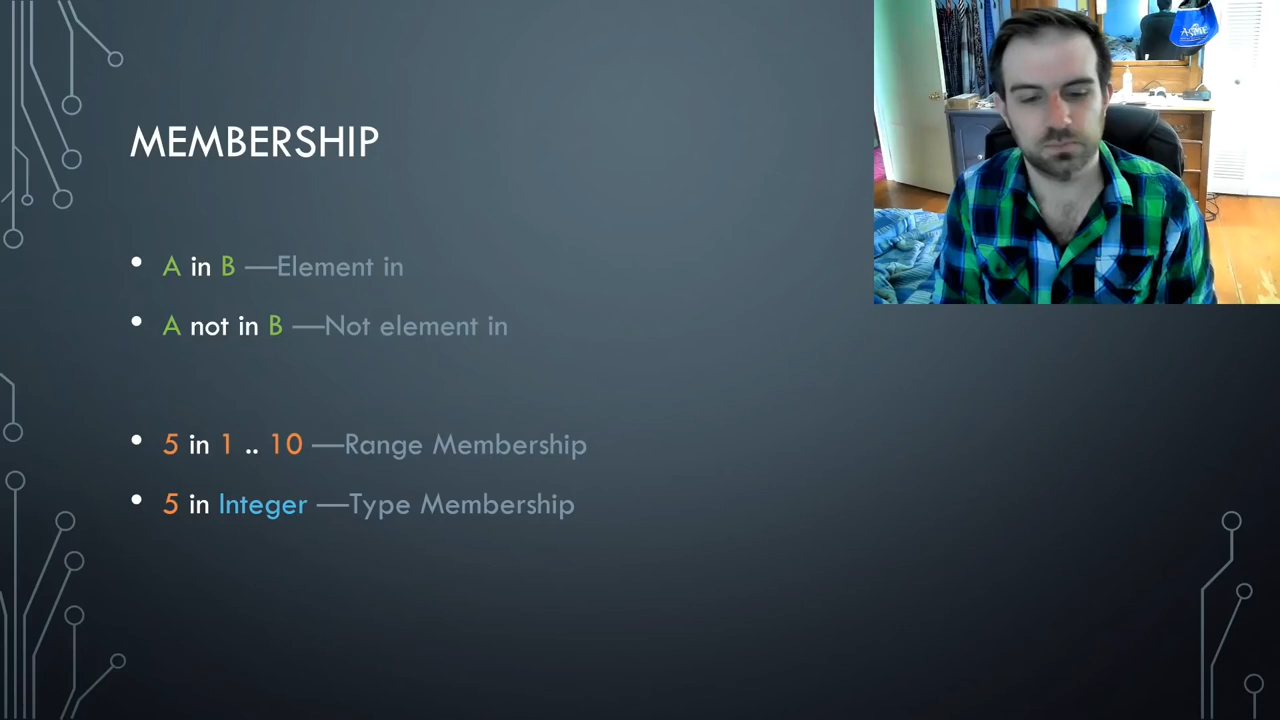 MEMBERSHIP
A in B —Element in
A not in B —Not element in
5 in 1 .. 10 —Range Membership
5 in Integer —Type Membership
ASME